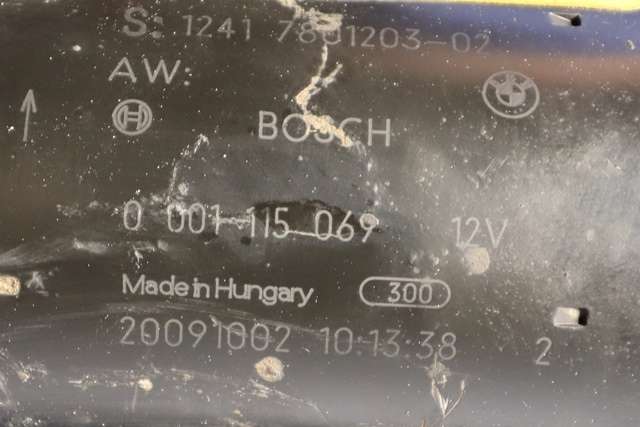 S: 1241 7801203-02
AW
BOSCH
0 001 115 069 12V
Made in Hungary 300
20091002 10:13:38 2